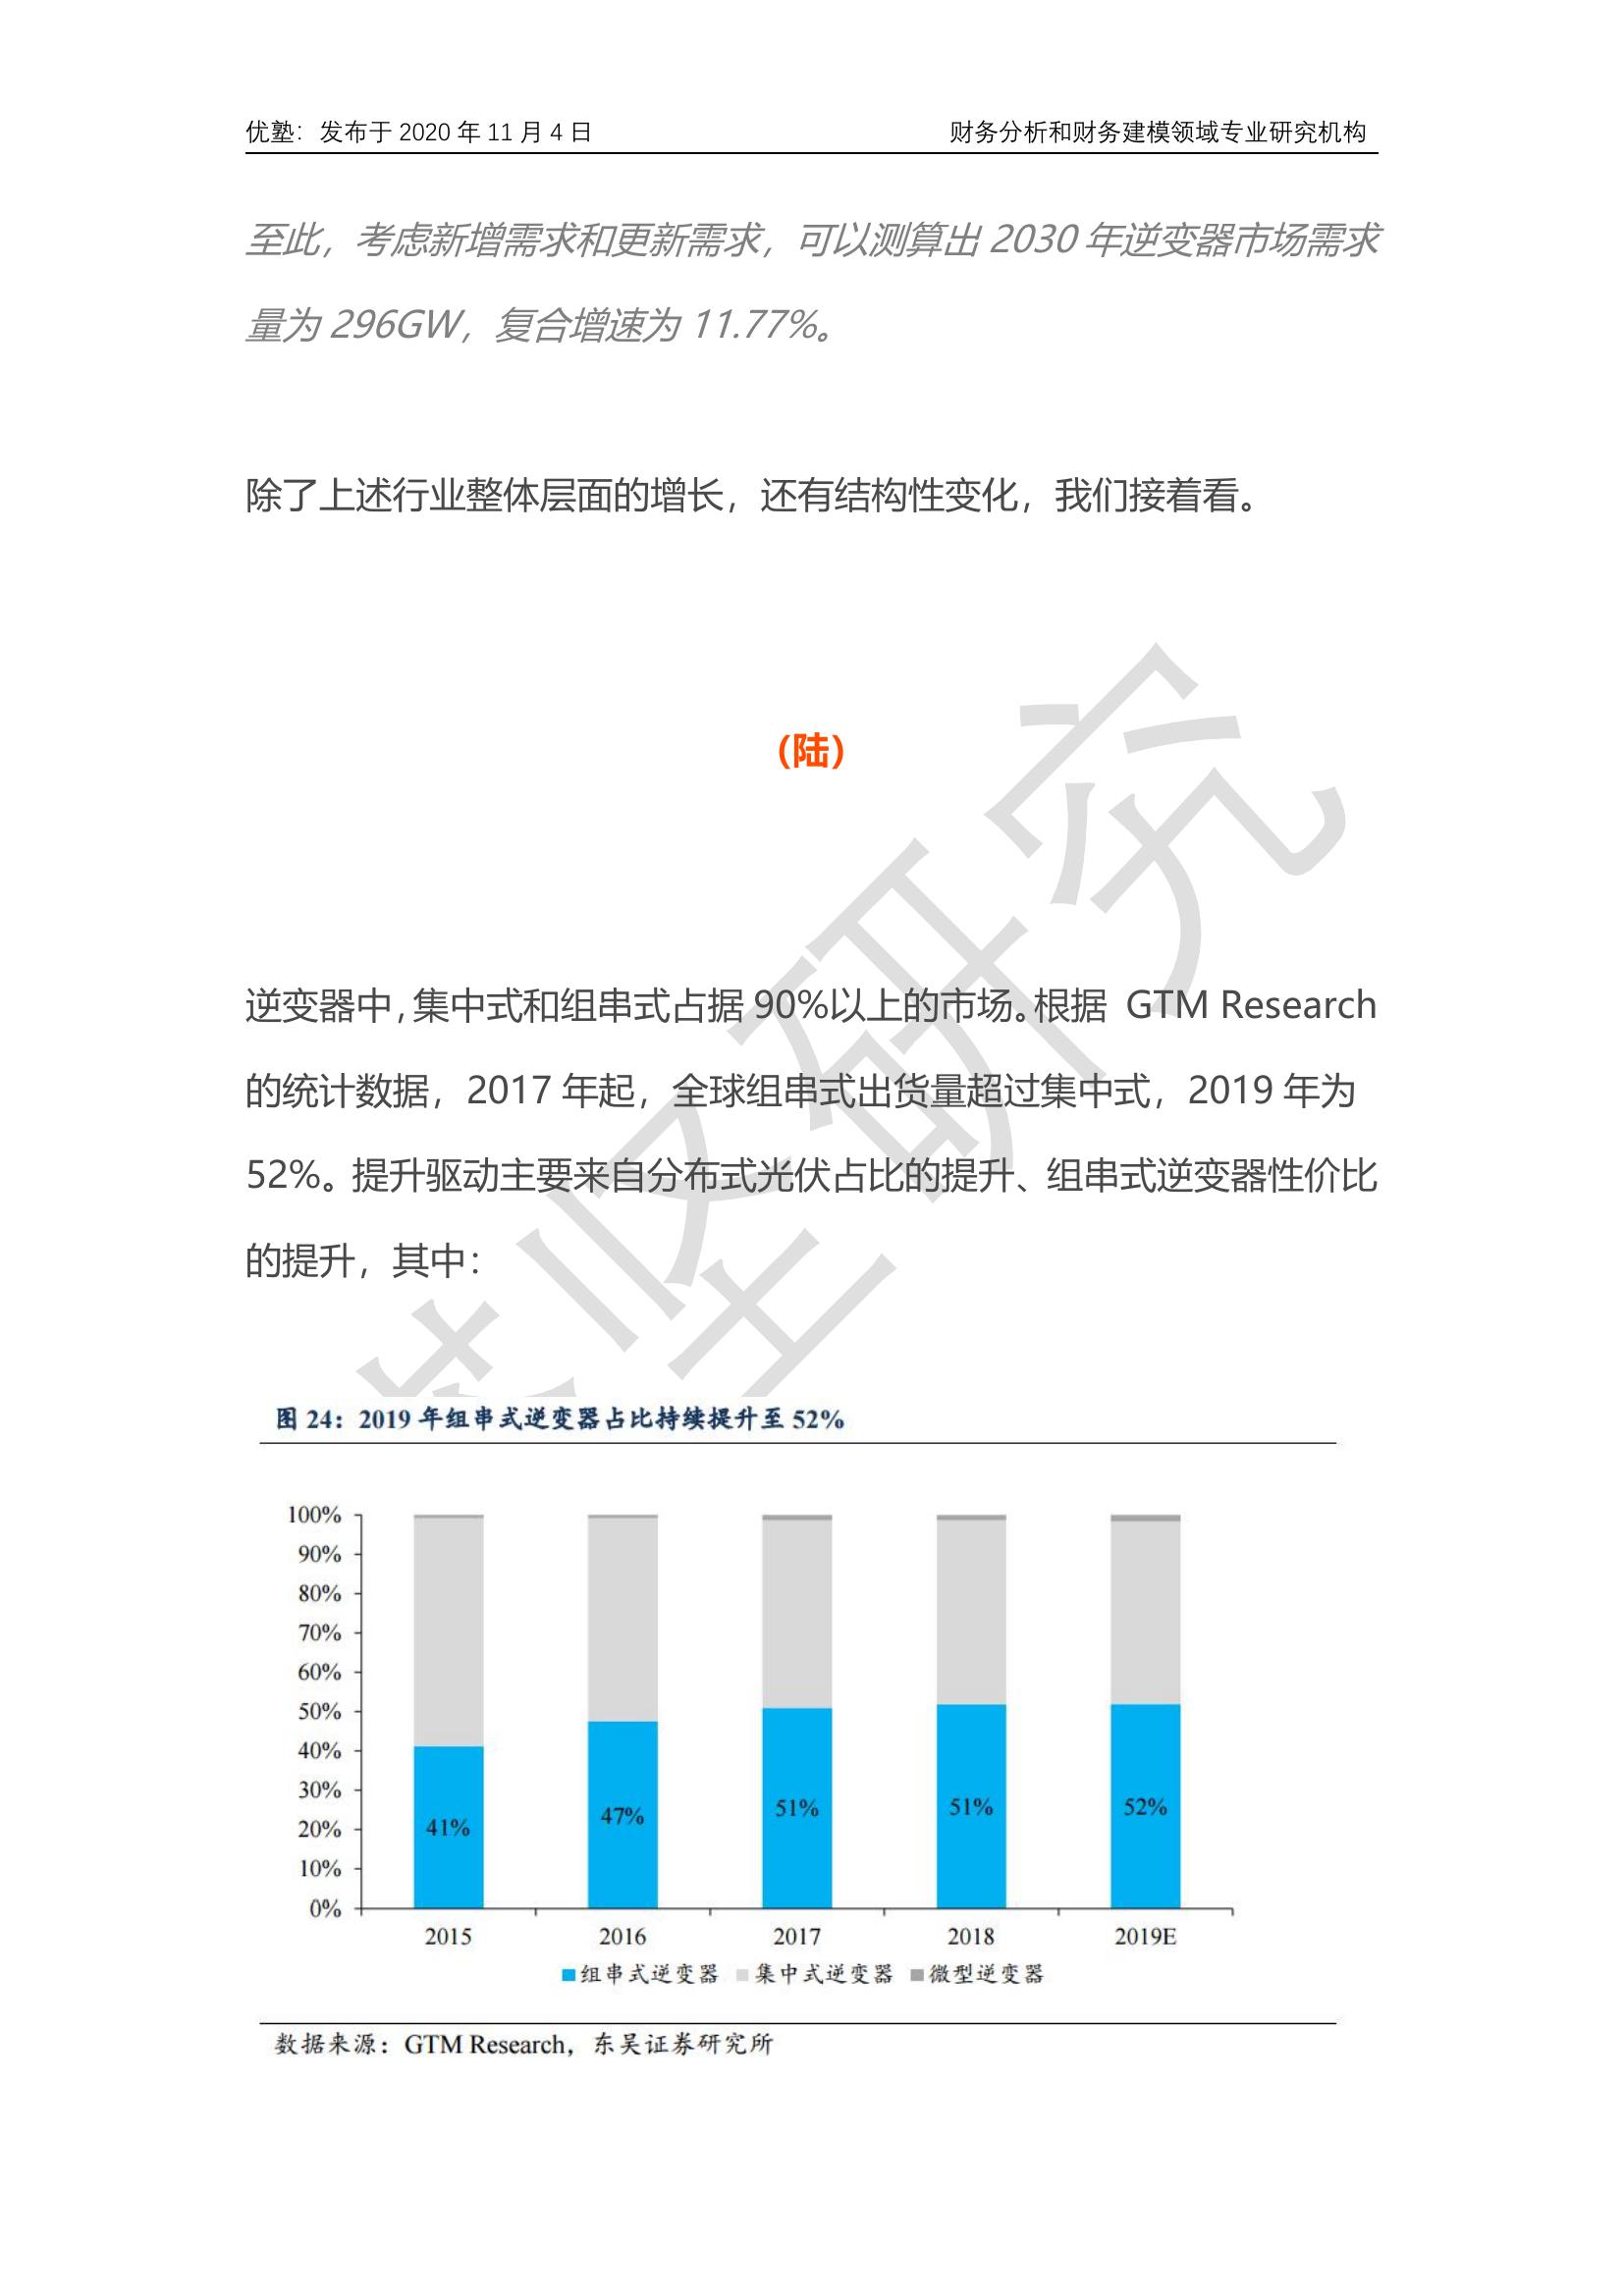 优塾：发布于 2020 年 11 月 4 日 财务分析和财务建模领域专业研究机构
至此，考虑新增需求和更新需求，可以测算出 2030 年逆变器市场需求
量为 296GW，复合增速为 11.77%。
除了上述行业整体层面的增长，还有结构性变化，我们接着看。
（陆）
逆变器中，集中式和组串式占据 90%以上的市场。根据 GTM Research
的统计数据，2017 年起，全球组串式出货量超过集中式，2019 年为
52%。提升驱动主要来自分布式光伏占比的提升、组串式逆变器性价比
的提升，其中：
图 24：2019 年组串式逆变器占比持续提升至 52%
100%
90%
80%
70%
60%
50%
40%
30%
20%
10%
0%
41%
47%
51%
51%
52%
2015 2016 2017 2018 2019E
组串式逆变器 集中式逆变器 微型逆变器
数据来源：GTM Research，东吴证券研究所
坚研究